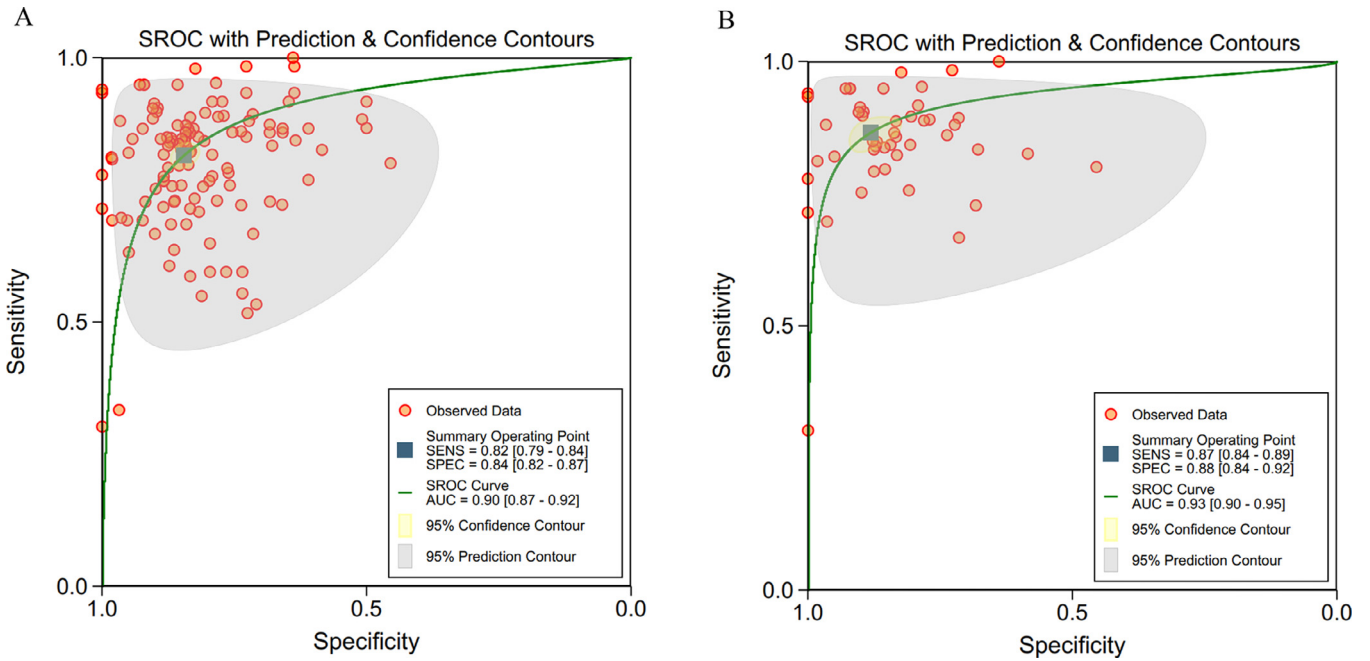 A
SROC with Prediction & Confidence Contours
1.0
0.5
0.0
Sensitivity
1.0
0.5
0.0
Specificity
Observed Data
Summary Operating Point
SENS = 0.82 [0.79 - 0.84]
SPEC = 0.84 [0.82 - 0.87]
SROC Curve
AUC = 0.90 [0.87 - 0.92]
95% Confidence Contour
95% Prediction Contour
B
SROC with Prediction & Confidence Contours
1.0
0.5
0.0
Sensitivity
1.0
0.5
0.0
Specificity
Observed Data
Summary Operating Point
SENS = 0.87 [0.84 - 0.89]
SPEC = 0.88 [0.84 - 0.92]
SROC Curve
AUC = 0.93 [0.90 - 0.95]
95% Confidence Contour
95% Prediction Contour